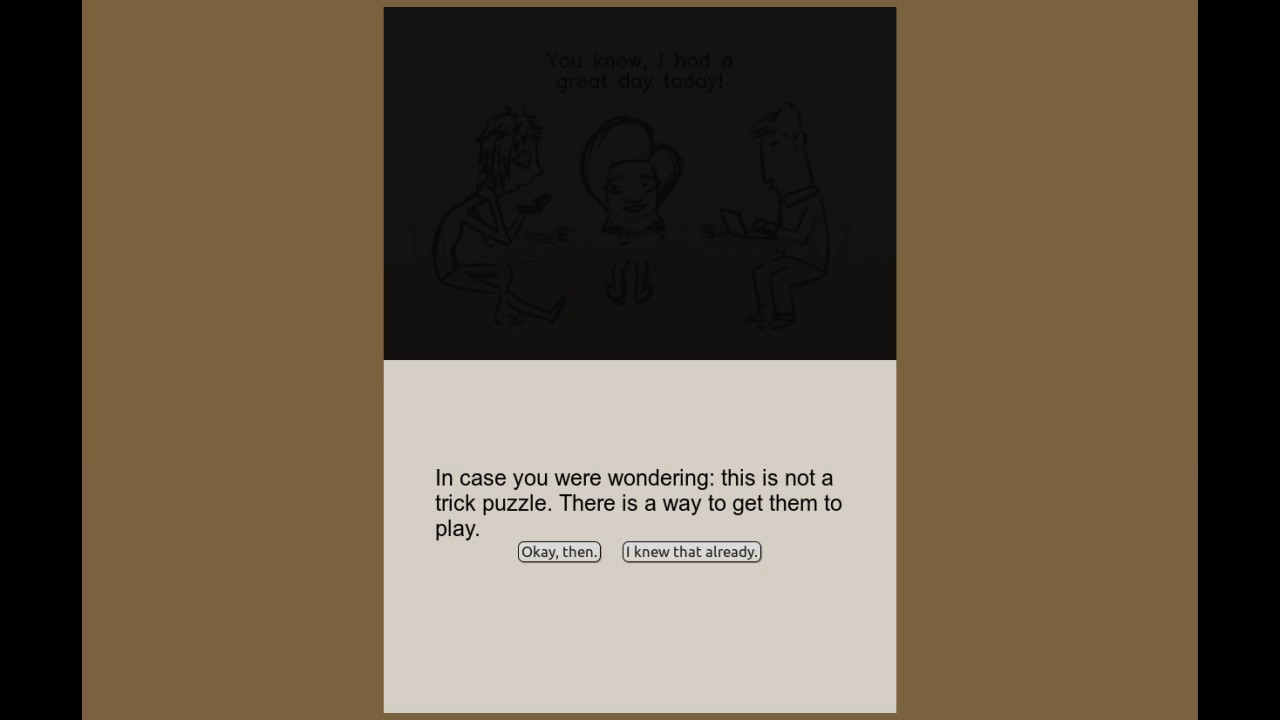 You know, I had a
great day today!
In case you were wondering: this is not a
trick puzzle. There is a way to get them to
play.
Okay, then. I knew that already.